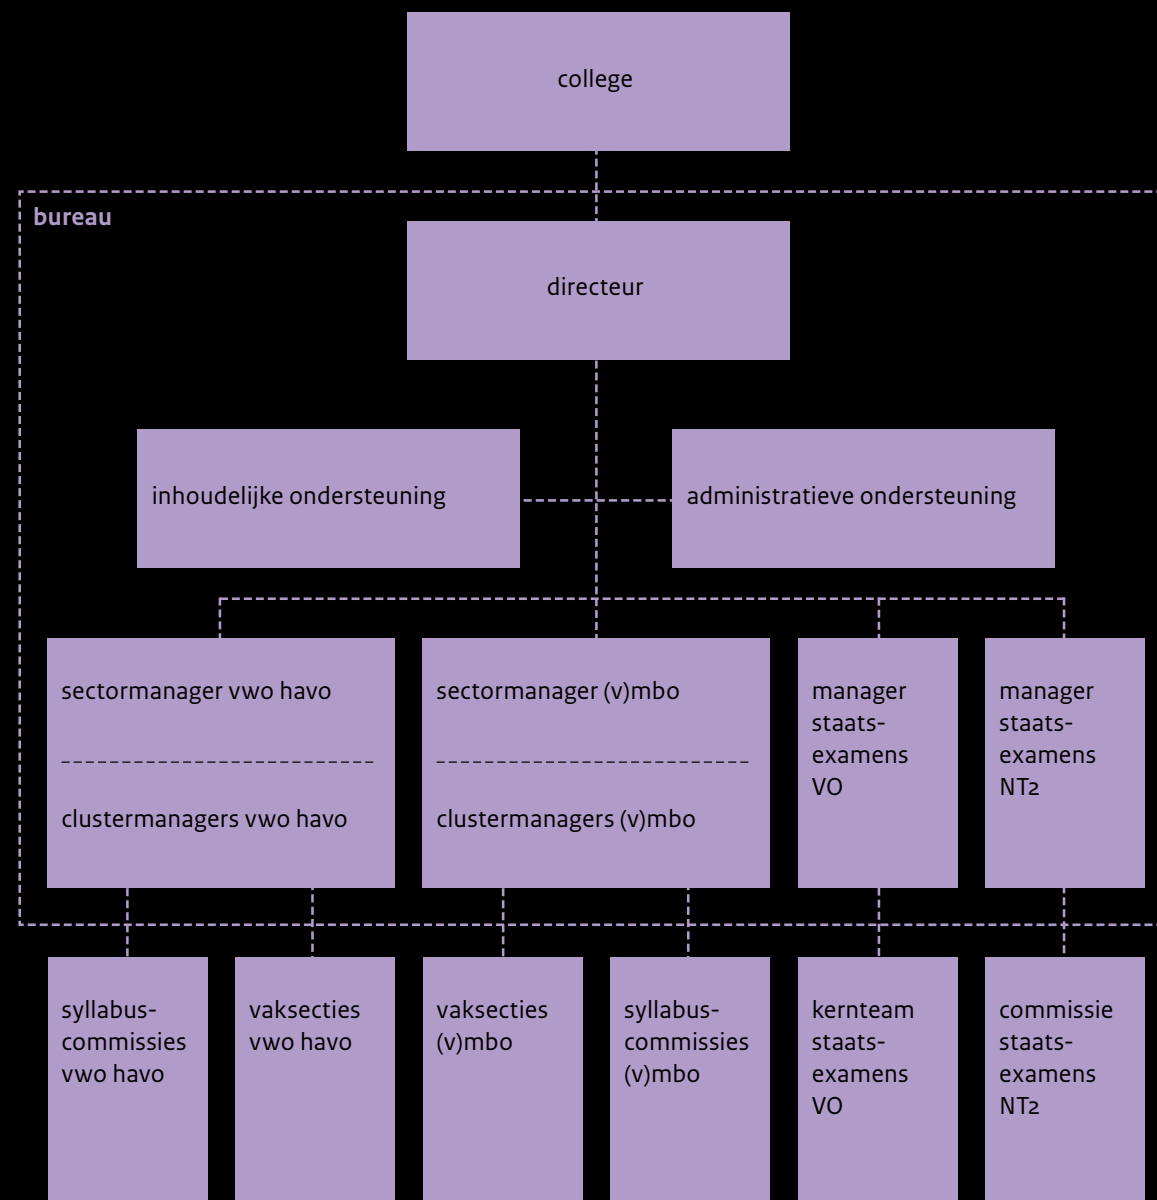 college
bureau
directeur
inhoudelijke ondersteuning
administratieve ondersteuning
sectormanager vwo havo
clustermanagers vwo havo
sectormanager (v)mbo
clustermanagers (v)mbo
manager
staats-
examens
VO
manager
staats-
examens
NT2
syllabus-
commissies
vwo havo
vaksecties
vwo havo
vaksecties
(v)mbo
syllabus-
commissies
(v)mbo
kernteam
staats-
examens
VO
commissie
staats-
examens
NT2